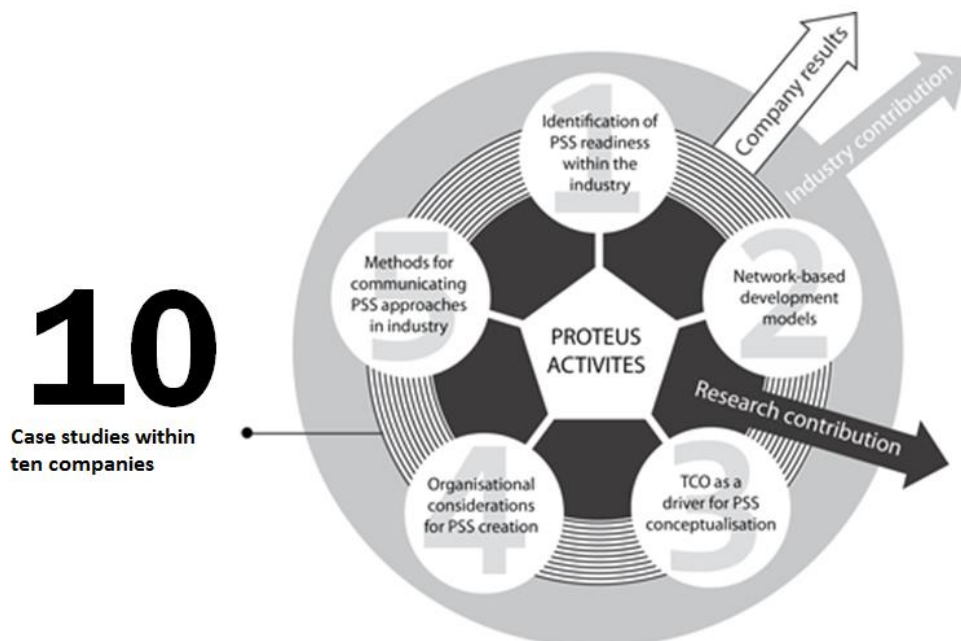 Company results
Industry contribution
1
Identification of
PSS readiness
within the
industry
5
Methods for
communicating
PSS approaches
in industry
2
Network-based
development
models
PROTEUS
ACTIVITES
10
Case studies within
ten companies
Research contribution
4
Organisational
considerations
for PSS creation
3
TCO as a
driver for PSS
conceptualisation